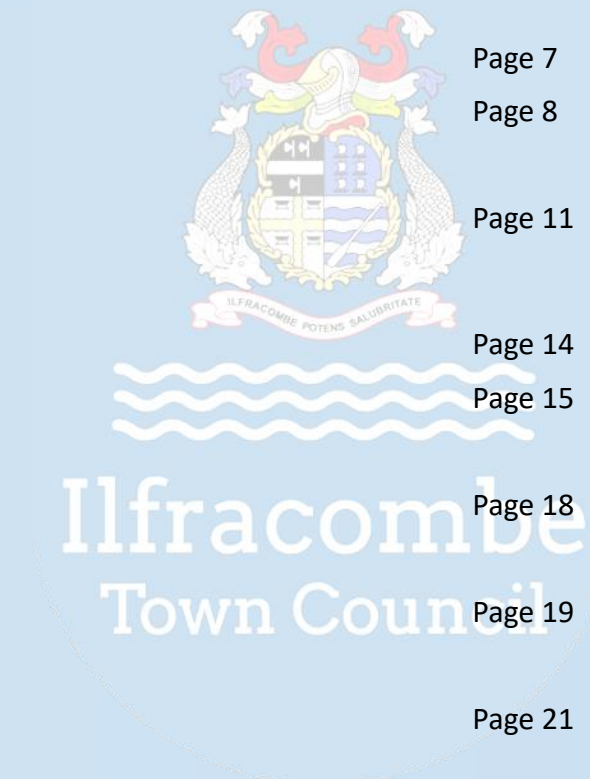 Page 7
Page 8
Page 11
ILFRACOMBE POTENS SALUBRITATE
Page 14
Page 15
Page 18
Ilfracombe
Page 19
Town Council
Page 21